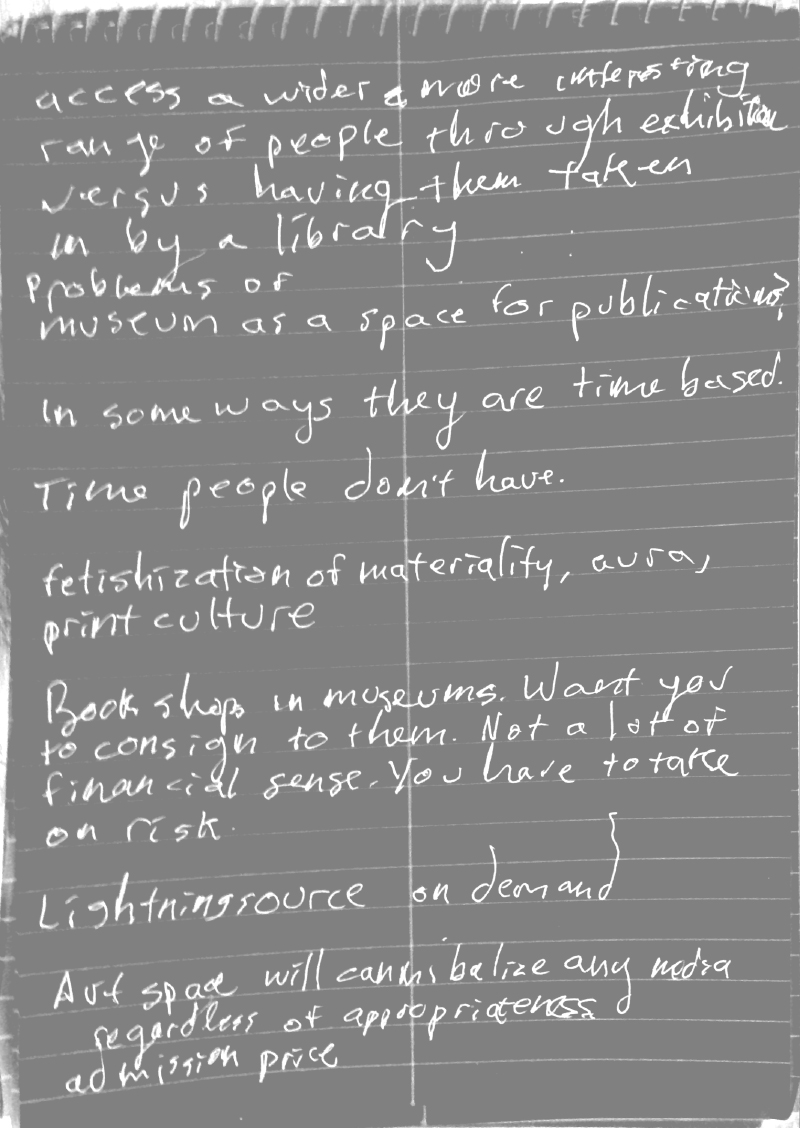 access a wider & more interesting
range of people through exhibition
versus having them taken
in by a library
Problems of
museum as a space for publications?
In some ways they are time based.
Time people don't have.
fetishization of materiality, aura,
print culture
Book shops in museums. Want you
to consign to them. Not a lot of
financial sense. You have to take
on risk.
Lightningsource on demand
Art space will cannibalize any media
regardless of appropriateness
admission price